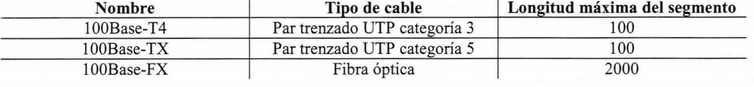 Nombre Tipo de cable Longitud máxima del segmento
100Base-T4 Par trenzado UTP categoría 3 100
100Base-TX Par trenzado UTP categoría 5 100
100Base-FX Fibra óptica 2000